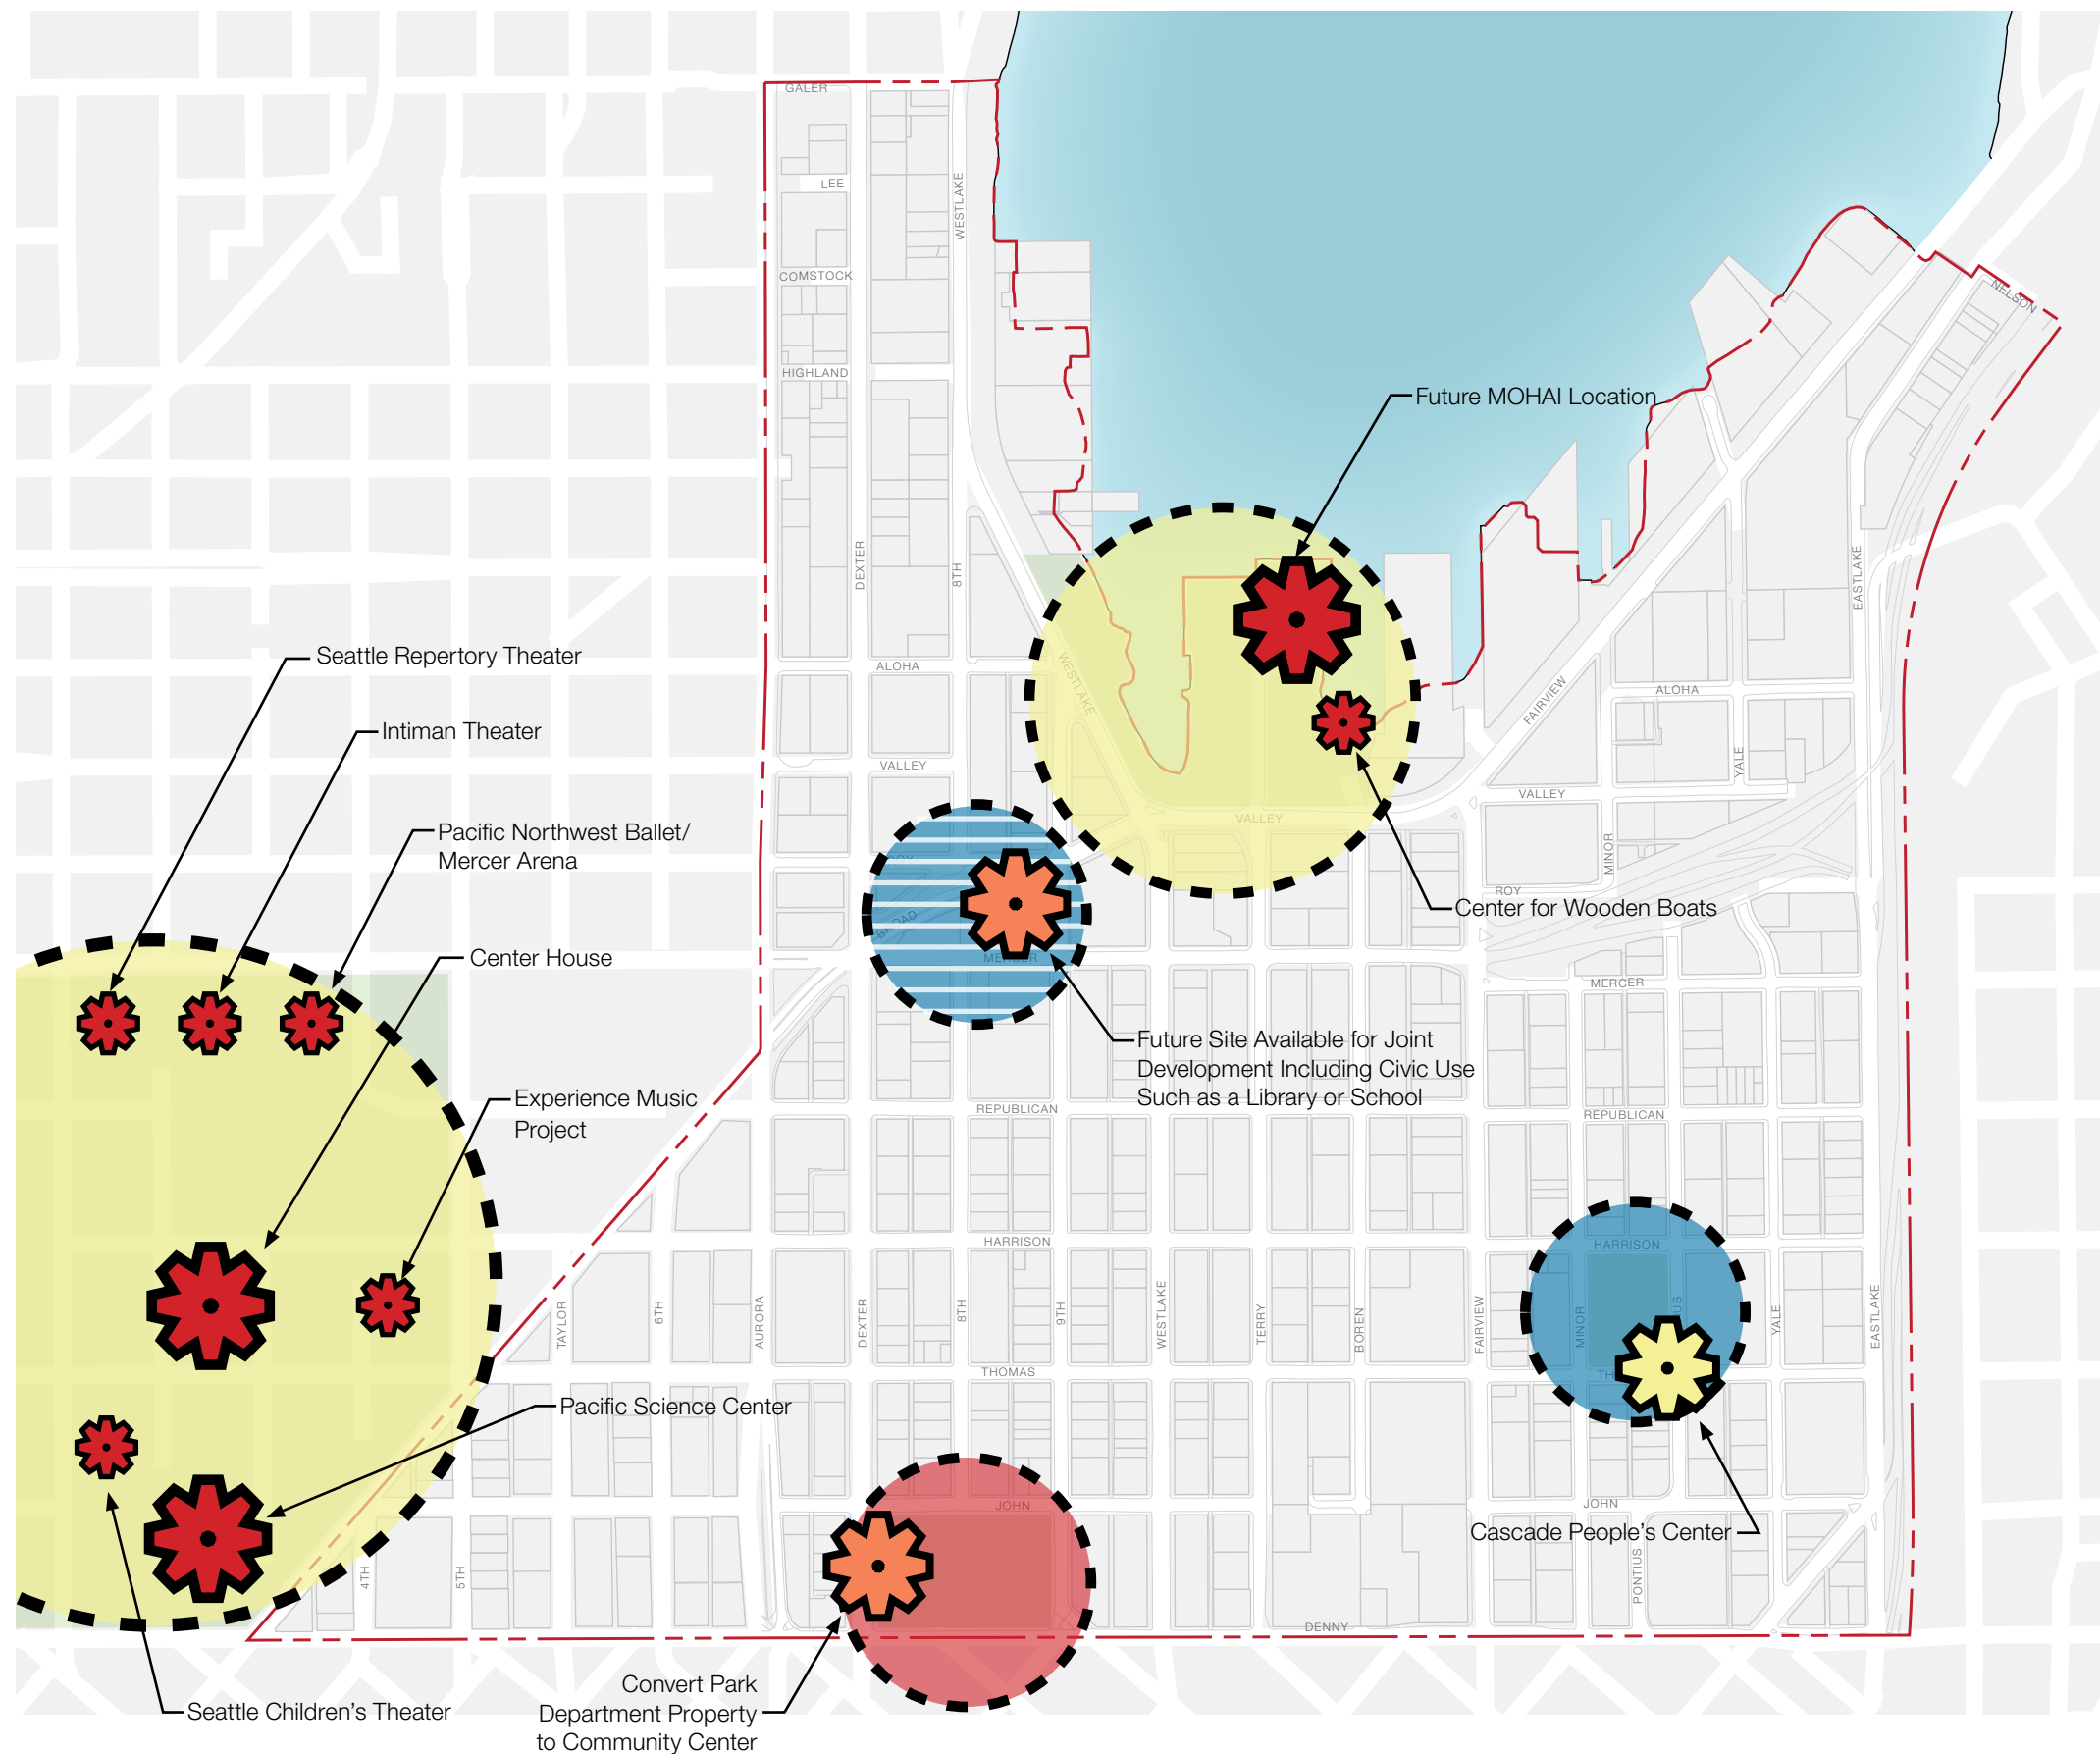 GALER
LEE
WESTLAKE
COMSTOCK
NELSON
HIGHLAND
Future MOHAI Location
DEXTER
8TH
EASTLAKE
Seattle Repertory Theater
ALOHA
WESTLAKE
FAIRVIEW
ALOHA
Intiman Theater
VALLEY
YALE
VALLEY
VALLEY
Pacific Northwest Ballet/
Mercer Arena
MINOR
ROY
Center for Wooden Boats
BROAD
MERCER
Center House
MERCER
Future Site Available for Joint
Development Including Civic Use
Such as a Library or School
Experience Music
Project
REPUBLICAN
REPUBLICAN
HARRISON
HARRISON
TAYLOR
6TH
AURORA
DEXTER
8TH
9TH
WESTLAKE
TERRY
BOREN
FAIRVIEW
MINOR
YALE
EASTLAKE
THOMAS
Pacific Science Center
JOHN
JOHN
Cascade People's Center
4TH
5TH
PONTIUS
DENNY
Seattle Children's Theater
Convert Park
Department Property
to Community Center